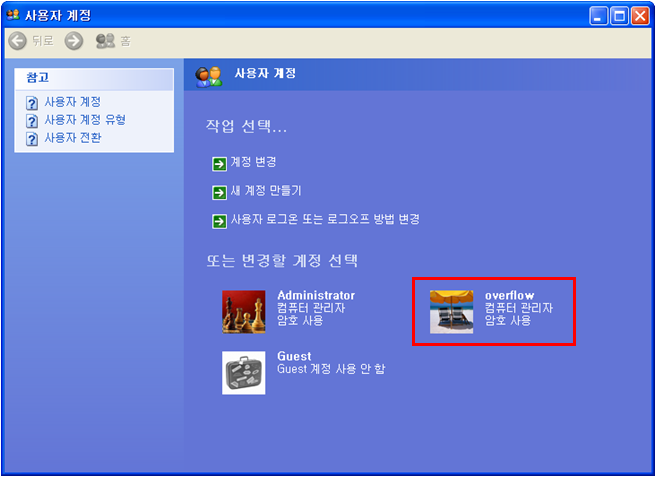 사용자 계정
뒤로 홈
참고
사용자 계정
사용자 계정 유형
사용자 전환
사용자 계정
작업 선택...
계정 변경
새 계정 만들기
사용자 로그온 또는 로그오프 방법 변경
또는 변경할 계정 선택
Administrator
컴퓨터 관리자
암호 사용
overflow
컴퓨터 관리자
암호 사용
Guest
Guest 계정 사용 안 함